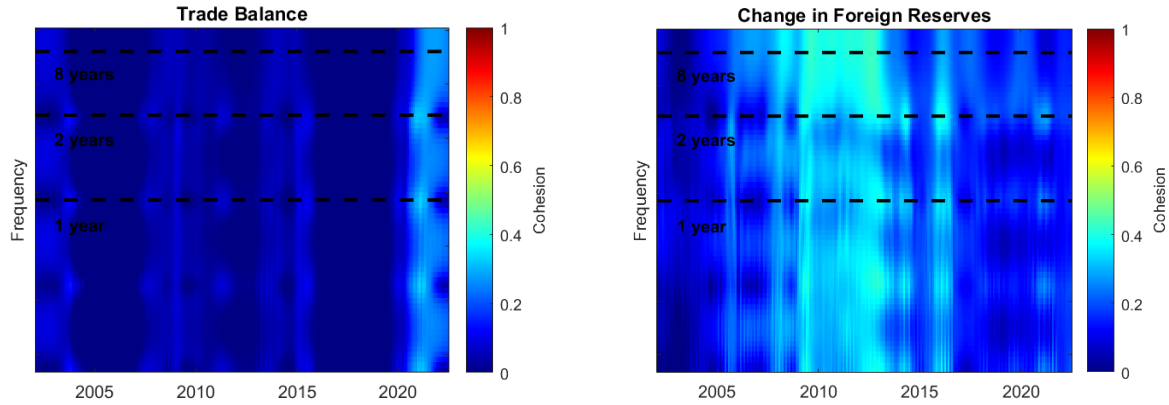 Trade Balance
8 years
2 years
1 year
Frequency
2005 2010 2015 2020
1
0.8
0.6
0.4
0.2
0
Cohesion
Change in Foreign Reserves
8 years
2 years
1 year
Frequency
2005 2010 2015 2020
1
0.8
0.6
0.4
0.2
0
Cohesion